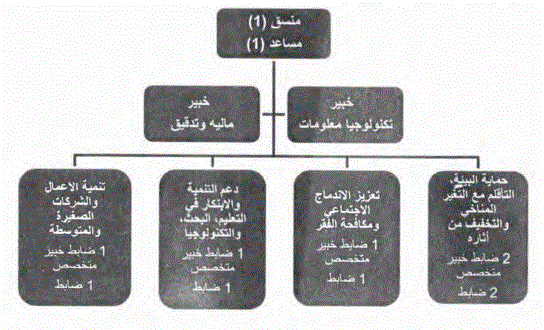 منسق (1)
مساعد (1)
خبير
تكنولوجيا معلومات
خبير
ماليه وتدقيق
حماية البيئة،
التأقلم مع التغير
المناخي
والتخفيف من
آثاره
2 ضابط خبير
متخصص
2 ضابط
تعزيز الاندماج
الاجتماعي
ومكافحة الفقر
1 ضابط خبير
متخصص
1 ضابط
دعم التنمية
والابتكار في
التعليم، البحث،
والتكنولوجيا
1 ضابط خبير
متخصص
1 ضابط
تنمية الاعمال
والشركات
الصغيرة
والمتوسطة
1 ضابط خبير
متخصص
1 ضابط